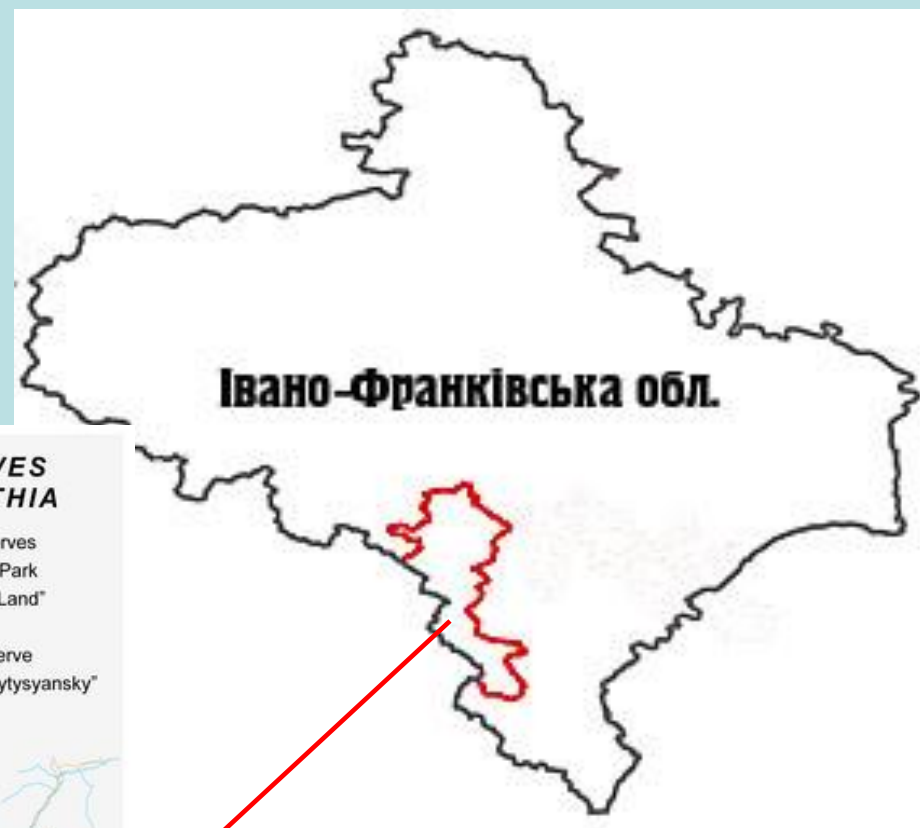 Івано-Франківська обл.
VES
THIA
rves
Park
Land”
erve
ytysyansky”